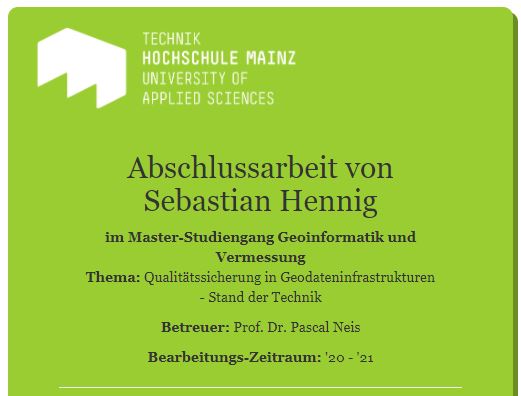 TECHNIK
HOCHSCHULE MAINZ
UNIVERSITY OF
APPLIED SCIENCES
Abschlussarbeit von
Sebastian Hennig
im Master-Studiengang Geoinformatik und
Vermessung
Thema: Qualitätssicherung in Geodateninfrastrukturen
- Stand der Technik
Betreuer: Prof. Dr. Pascal Neis
Bearbeitungs-Zeitraum: '20 - '21